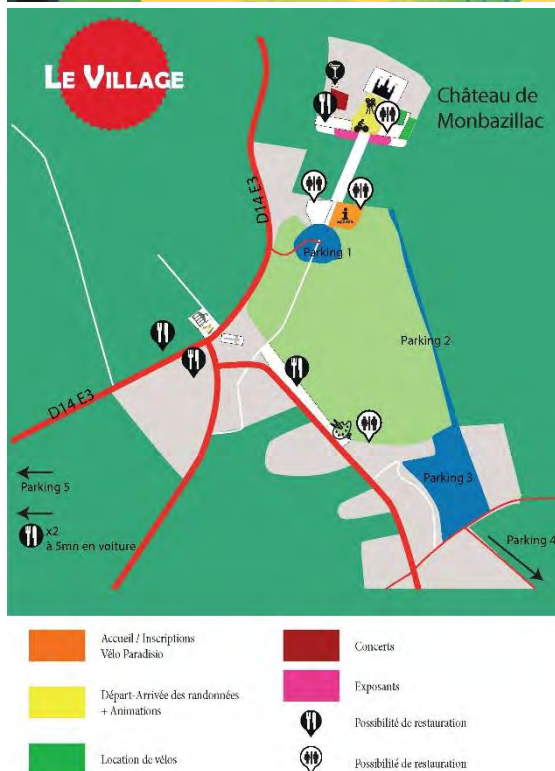 LE VILLAGE
Château de
Monbazillac
D14 E3
Parking 1
Parking 2
D14 E3
Parking 5
x2
à 5mn en voiture
Parking 3
Parking 4
Accueil / Inscriptions
Vélo Paradisio
Concerts
Exposants
Départ-Arrivée des randonnées
+ Animations
Possibilité de restauration
Location de vélos
Possibilité de restauration